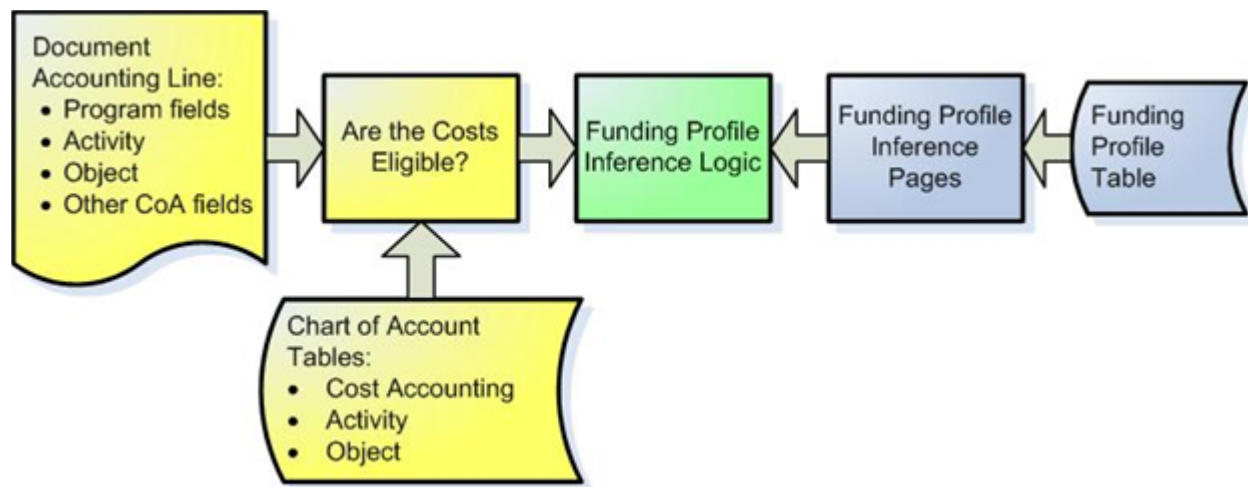 Document
Accounting Line:
• Program fields
• Activity
• Object
• Other CoA fields
Are the Costs
Eligible?
Funding Profile
Inference Logic
Funding Profile
Inference
Pages
Funding
Profile
Table
Chart of Account
Tables:
• Cost Accounting
• Activity
• Object